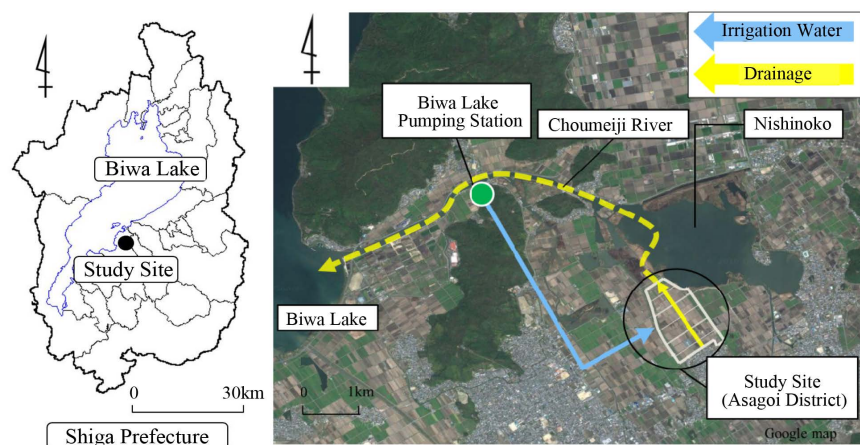 Biwa Lake
Study Site
0
30km
Shiga Prefecture
Irrigation Water
Drainage
Biwa Lake
Pumping Station
Choumeiji River
Nishinoko
Biwa Lake
0
1km
Study Site
(Asagoi District)
Google map